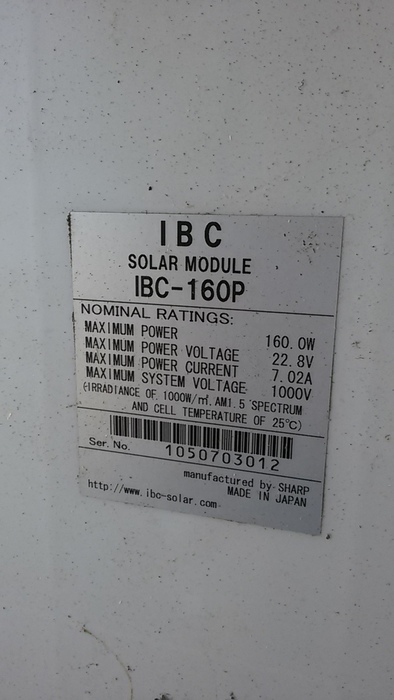 IBC
SOLAR MODULE
IBC-160P
NOMINAL RATINGS:
MAXIMUM POWER 160.0W
MAXIMUM POWER VOLTAGE 22.8V
MAXIMUM POWER CURRENT 7.02A
MAXIMUM SYSTEM VOLTAGE 1000V
(IRRADIANCE OF 1000W/㎡, AM1.5 SPECTRUM
AND CELL TEMPERATURE OF 25℃)
Ser. No. 1050703012
manufactured by SHARP
http://www.ibc-solar.com MADE IN JAPAN